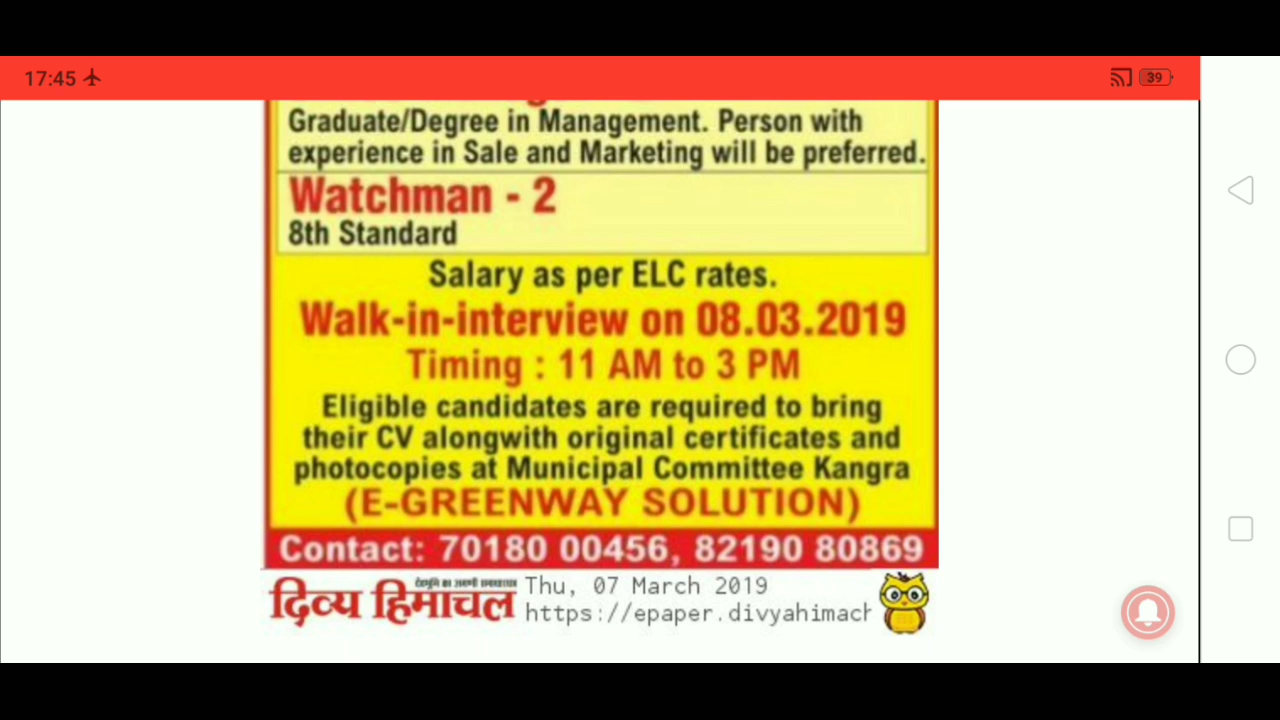 17:45
39
Graduate/Degree in Management. Person with
experience in Sale and Marketing will be preferred.
Watchman - 2
8th Standard
Salary as per ELC rates.
Walk-in-interview on 08.03.2019
Timing : 11 AM to 3 PM
Eligible candidates are required to bring
their CV alongwith original certificates and
photocopies at Municipal Committee Kangra
(E-GREENWAY SOLUTION)
Contact: 70180 00456, 82190 80869
दिव्य हिमाचल
Thu, 07 March 2019
https://epaper.divyahimach